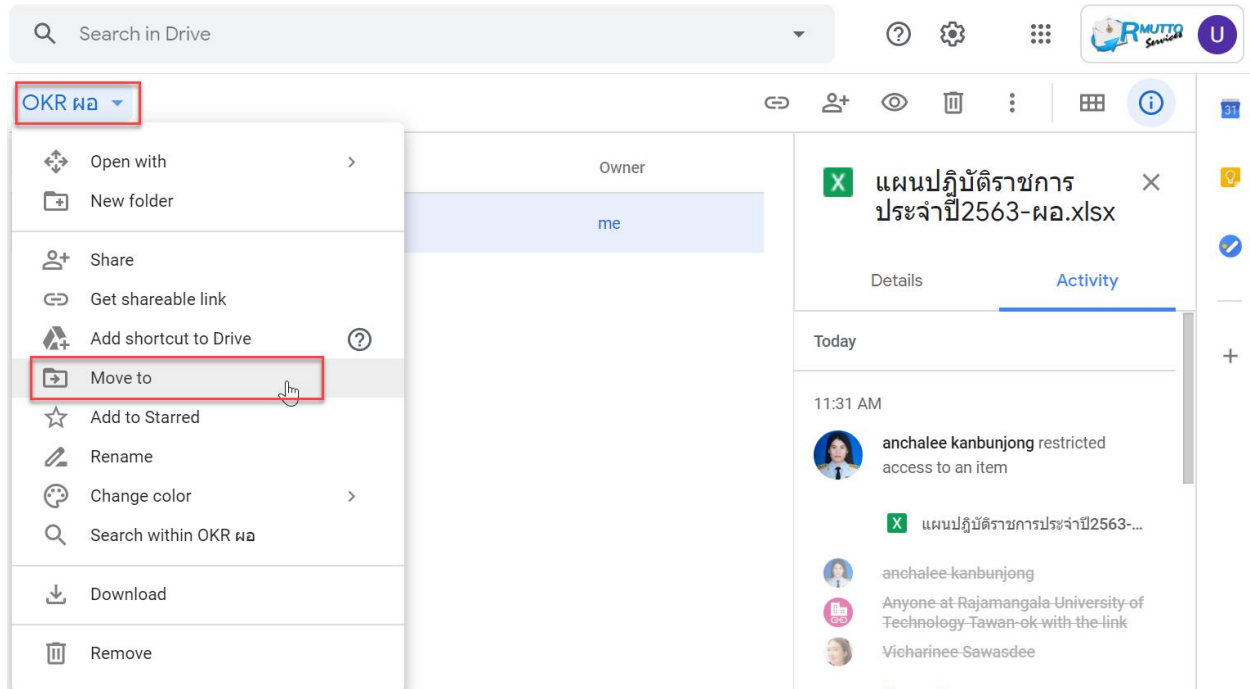 Search in Drive
RMUTTO
Services
U
OKR ผอ
31
Open with
Owner
New folder
me
แผนปฏิบัติราชการ
ประจำปี2563-ผอ.xlsx
Share
Get shareable link
Details
Activity
Add shortcut to Drive
Today
Move to
11:31 AM
Add to Starred
anchalee kanbunjong restricted
access to an item
Rename
Change color
แผนปฏิบัติราชการประจำปี2563-...
Search within OKR ผอ
anchalee kanbunjong
Download
Anyone at Rajamangala University of
Technology Tawan-ok with the link
Remove
Vicharinee Sawasdee